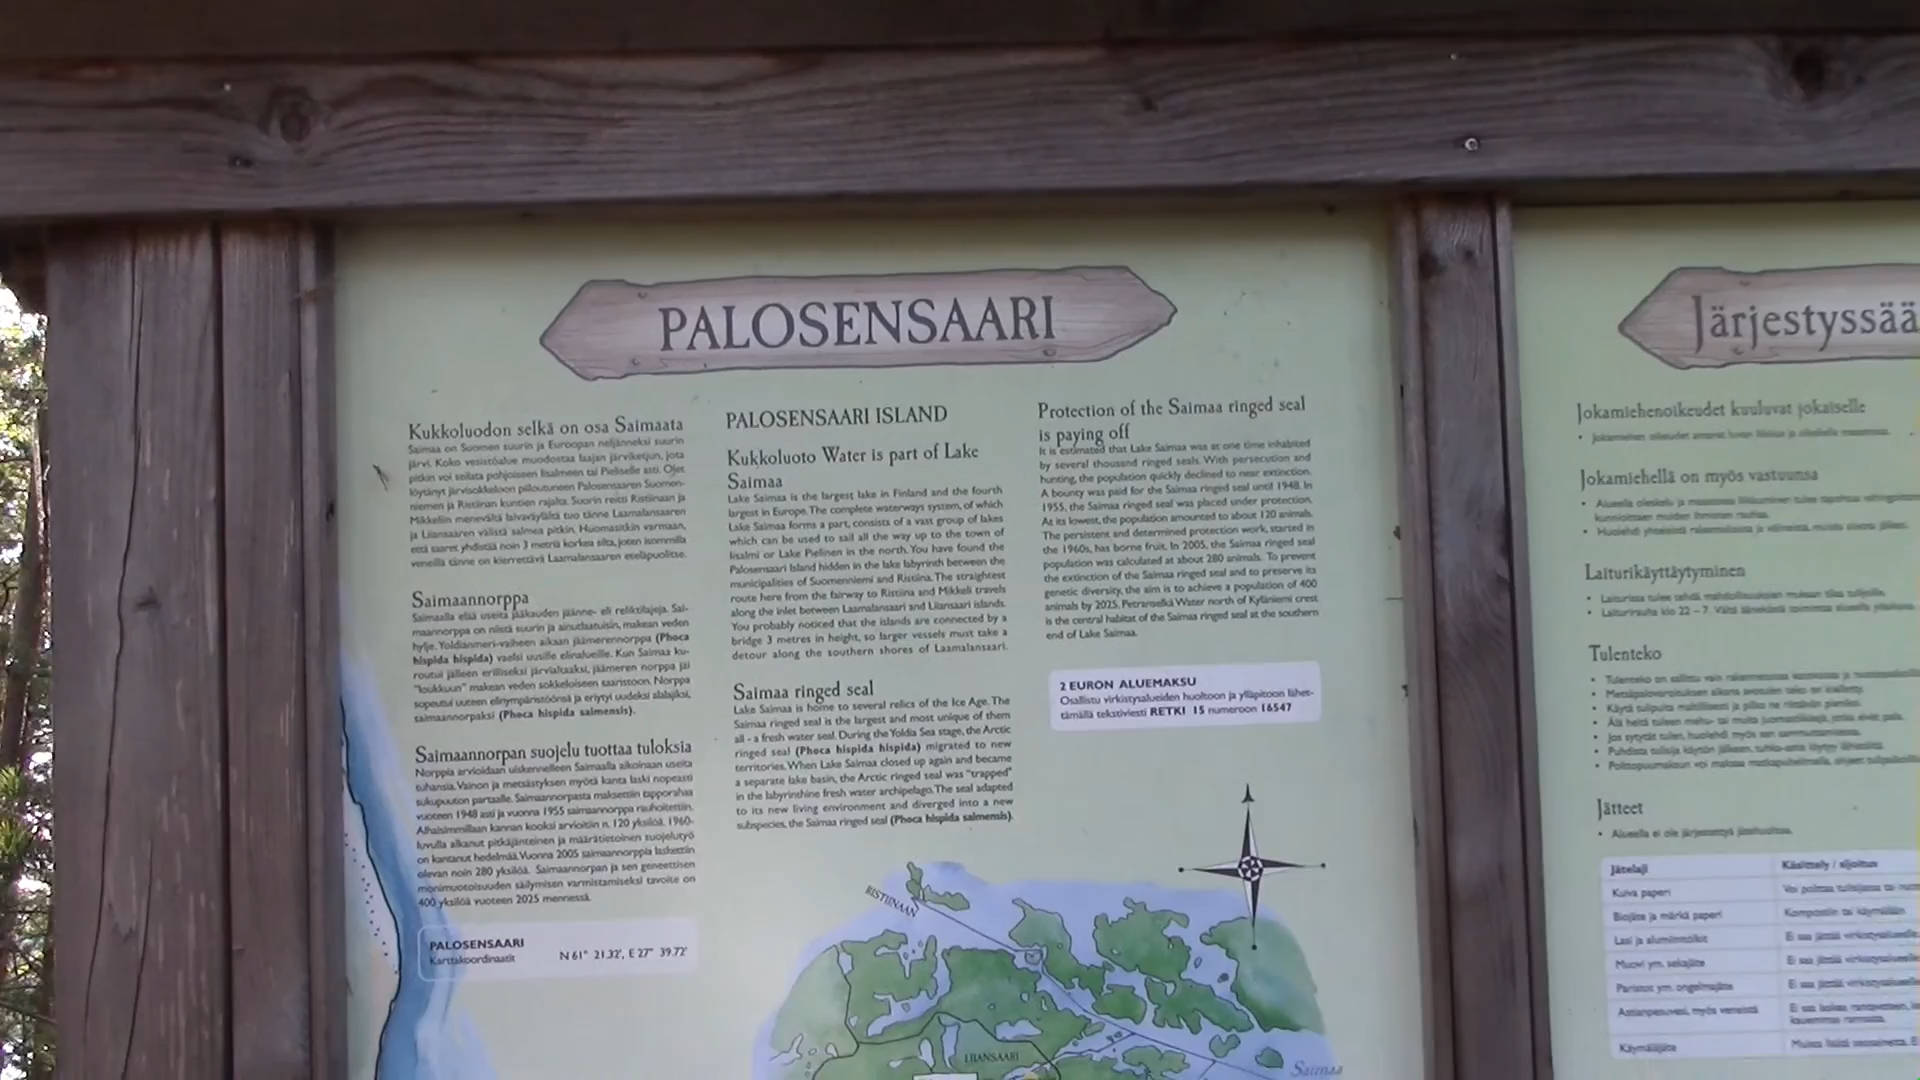 PALOSENSAARI
Kukkoluodon selkä on osa Saimaata
Saimaa on Suomen suurin ja Euroopan neljänneksi suurin
järvi. Koko vesistöalue muodostaa laajan järviketjun, jota
pitkin voi seilata pohjoiseen Iisalmeen tai Pieliselle asti. Olet
löytänyt järvisokkeloon piiloutuneen Palosensaaren Suomen-
niemen ja Ristiinan kuntien rajalta. Suorin reitti Ristiinaan ja
Mikkeliin menevältä laivaväylältä tuo tänne Laamalansaaren
ja Liiansaaren välistä salmea pitkin. Huomasitkin varmaan,
että saaret yhdistää noin 3 metriä korkea silta, joten isommilla
veneillä tänne on kierrettävä Laamalansaaren eteläpuolitse.
Saimaannorppa
Saimaalla elää useita jääkauden jäänne- eli reliktilajeja. Sai-
maannorppa on niistä suurin ja ainutlaatuisin, makean veden
hylje. Yoldianmeri-vaiheen aikaan jäämerennorppa (Phoca
hispida hispida) vaelsi uusille elinalueille. Kun Saimaa ku-
routui jälleen erilliseksi järvialtaaksi, jäämeren norppa jäi
"loukkuun" makean veden sokkeloiseen saaristoon. Norppa
sopeutui uuteen elinympäristöönsä ja eriytyi uudeksi alalajiksi,
saimaannorpaksi (Phoca hispida saimensis).
Saimaannorpan suojelu tuottaa tuloksia
Norppia arvioidaan uiskennelleen Saimaalla aikoinaan useita
tuhansia. Vainon ja metsästyksen myötä kanta laski nopeasti
sukupuuton partaalle. Saimaannorpasta maksettiin tapporahaa
vuoteen 1948 asti ja vuonna 1955 saimaannorppa rauhoitettiin.
Alhaisimmillaan kannan kooksi arvioitiin n. 120 yksilöä. 1960-
luvulla alkanut pitkäjänteinen ja määrätietoinen suojelutyö
on kantanut hedelmää. Vuonna 2005 saimaannorppia laskettiin
olevan noin 280 yksilöä. Saimaannorpan ja sen geneettisen
monimuotoisuuden säilymisen varmistamiseksi tavoite on
400 yksilöä vuoteen 2025 mennessä.
PALOSENSAARI
Karttakoordinaatit N 61° 21.32', E 27° 39.72'
PALOSENSAARI ISLAND
Kukkoluoto Water is part of Lake
Saimaa
Lake Saimaa is the largest lake in Finland and the fourth
largest in Europe. The complete waterways system, of which
Lake Saimaa forms a part, consists of a vast group of lakes
which can be used to sail all the way up to the town of
Iisalmi or Lake Pielinen in the north. You have found the
Palosensaari Island hidden in the lake labyrinth between the
municipalities of Suomenniemi and Ristiina. The straightest
route here from the fairway to Ristiina and Mikkeli travels
along the inlet between Laamalansaari and Liiansaari islands.
You probably noticed that the islands are connected by a
bridge 3 metres in height, so larger vessels must take a
detour along the southern shores of Laamalansaari.
Saimaa ringed seal
Lake Saimaa is home to several relics of the Ice Age. The
Saimaa ringed seal is the largest and most unique of them
all - a fresh water seal. During the Yoldia Sea stage, the Arctic
ringed seal (Phoca hispida hispida) migrated to new
territories. When Lake Saimaa closed up again and became
a separate lake basin, the Arctic ringed seal was "trapped"
in the labyrinthine fresh water archipelago. The seal adapted
to its new living environment and diverged into a new
subspecies, the Saimaa ringed seal (Phoca hispida saimensis).
Protection of the Saimaa ringed seal
is paying off
It is estimated that Lake Saimaa was at one time inhabited
by several thousand ringed seals. With persecution and
hunting, the population quickly declined to near extinction.
A bounty was paid for the Saimaa ringed seal until 1948. In
1955, the Saimaa ringed seal was placed under protection.
At its lowest, the population amounted to about 120 animals.
The persistent and determined protection work, started in
the 1960s, has borne fruit. In 2005, the Saimaa ringed seal
population was calculated at about 280 animals. To prevent
the extinction of the Saimaa ringed seal and to preserve its
genetic diversity, the aim is to achieve a population of 400
animals by 2025. Petranselkä Water north of Kyläniemi crest
is the central habitat of the Saimaa ringed seal at the southern
end of Lake Saimaa.
2 EURON ALUEMAKSU
Osallistu virkistysalueiden huoltoon ja ylläpitoon lähet-
tämällä tekstiviesti RETKI 15 numeroon 16547
RISTIINAAN
LIIANSAARI
Saimaa
Järjestyssää
Jokamiehenoikeudet kuuluvat jokaiselle
Jokamiehellä on myös vastuunsa
Laiturikäyttäytyminen
Tulenteko
Jätteet
• Alueella ei ole järjestettyä jätehuoltoa.
Jätelaji Käsittely / sijoitus
Kuiva paperi
Biojäte ja märkä paperi Kompostiin tai käymälään
Lasi ja alumiinitölkit
Muovi ym. sekajäte
Paristot ym. ongelmajäte
Astianpesuvesi, myös veneistä
Käymäläjäte